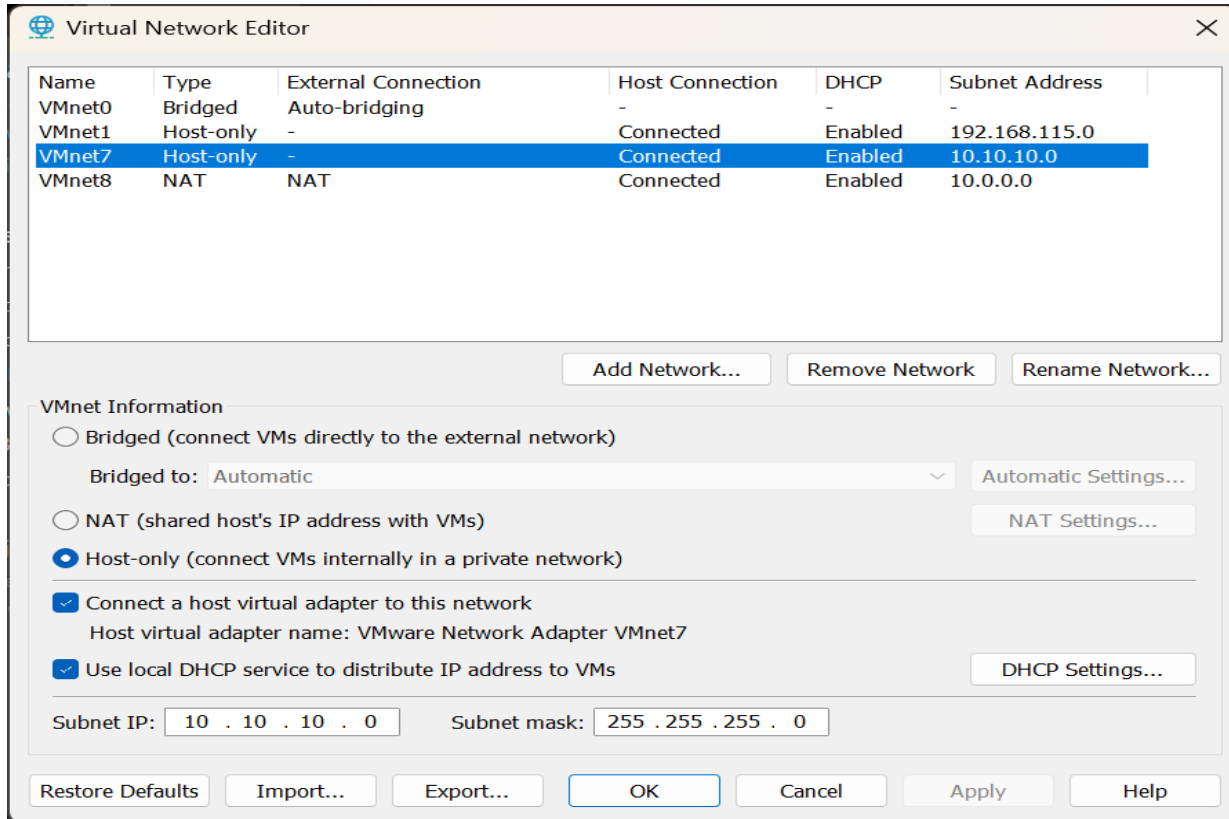 Virtual Network Editor
Name Type External Connection Host Connection DHCP Subnet Address
VMnet0 Bridged Auto-bridging - - -
VMnet1 Host-only - Connected Enabled 192.168.115.0
VMnet7 Host-only - Connected Enabled 10.10.10.0
VMnet8 NAT NAT Connected Enabled 10.0.0.0
Add Network... Remove Network Rename Network...
VMnet Information
Bridged (connect VMs directly to the external network)
Bridged to: Automatic Automatic Settings...
NAT (shared host's IP address with VMs) NAT Settings...
Host-only (connect VMs internally in a private network)
Connect a host virtual adapter to this network
Host virtual adapter name: VMware Network Adapter VMnet7
Use local DHCP service to distribute IP address to VMs DHCP Settings...
Subnet IP: 10 . 10 . 10 . 0 Subnet mask: 255 . 255 . 255 . 0
Restore Defaults Import... Export... OK Cancel Apply Help